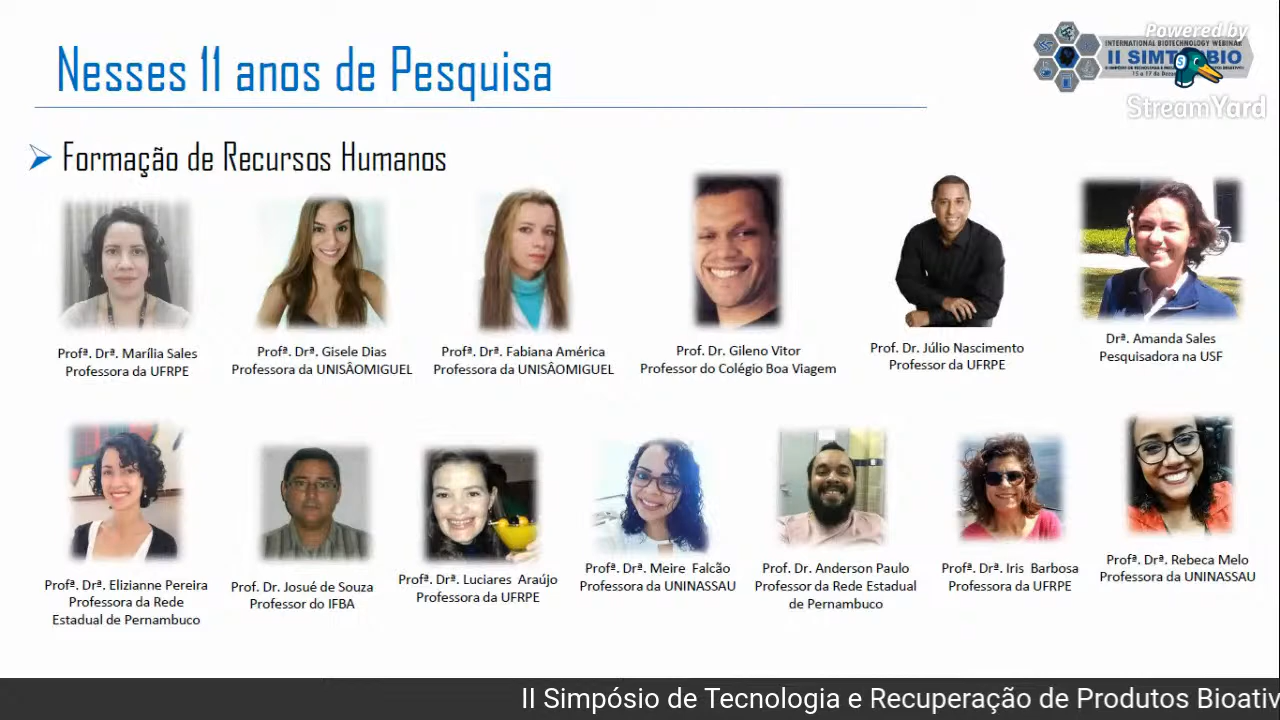 Nesses 11 anos de Pesquisa
Powered by
INTERNATIONAL BIOTECHNOLOGY WEBINAR
StreamYard
Formação de Recursos Humanos
Profª. Drª. Marília Sales
Professora da UFRPE
Profª. Drª. Gisele Dias
Professora da UNISÂOMIGUEL
Profª. Drª. Fabiana América
Professora da UNISÂOMIGUEL
Prof. Dr. Gileno Vitor
Professor do Colégio Boa Viagem
Prof. Dr. Júlio Nascimento
Professor da UFRPE
Drª. Amanda Sales
Pesquisadora na USF
Profª. Drª. Elizianne Pereira
Professora da Rede
Estadual de Pernambuco
Prof. Dr. Josué de Souza
Professor do IFBA
Profª. Drª. Luciares Araújo
Professora da UFRPE
Profª. Drª. Meire Falcão
Professora da UNINASSAU
Prof. Dr. Anderson Paulo
Professor da Rede Estadual
de Pernambuco
Profª. Drª. Iris Barbosa
Professora da UFRPE
Profª. Drª. Rebeca Melo
Professora da UNINASSAU
II Simpósio de Tecnologia e Recuperação de Produtos Bioativ